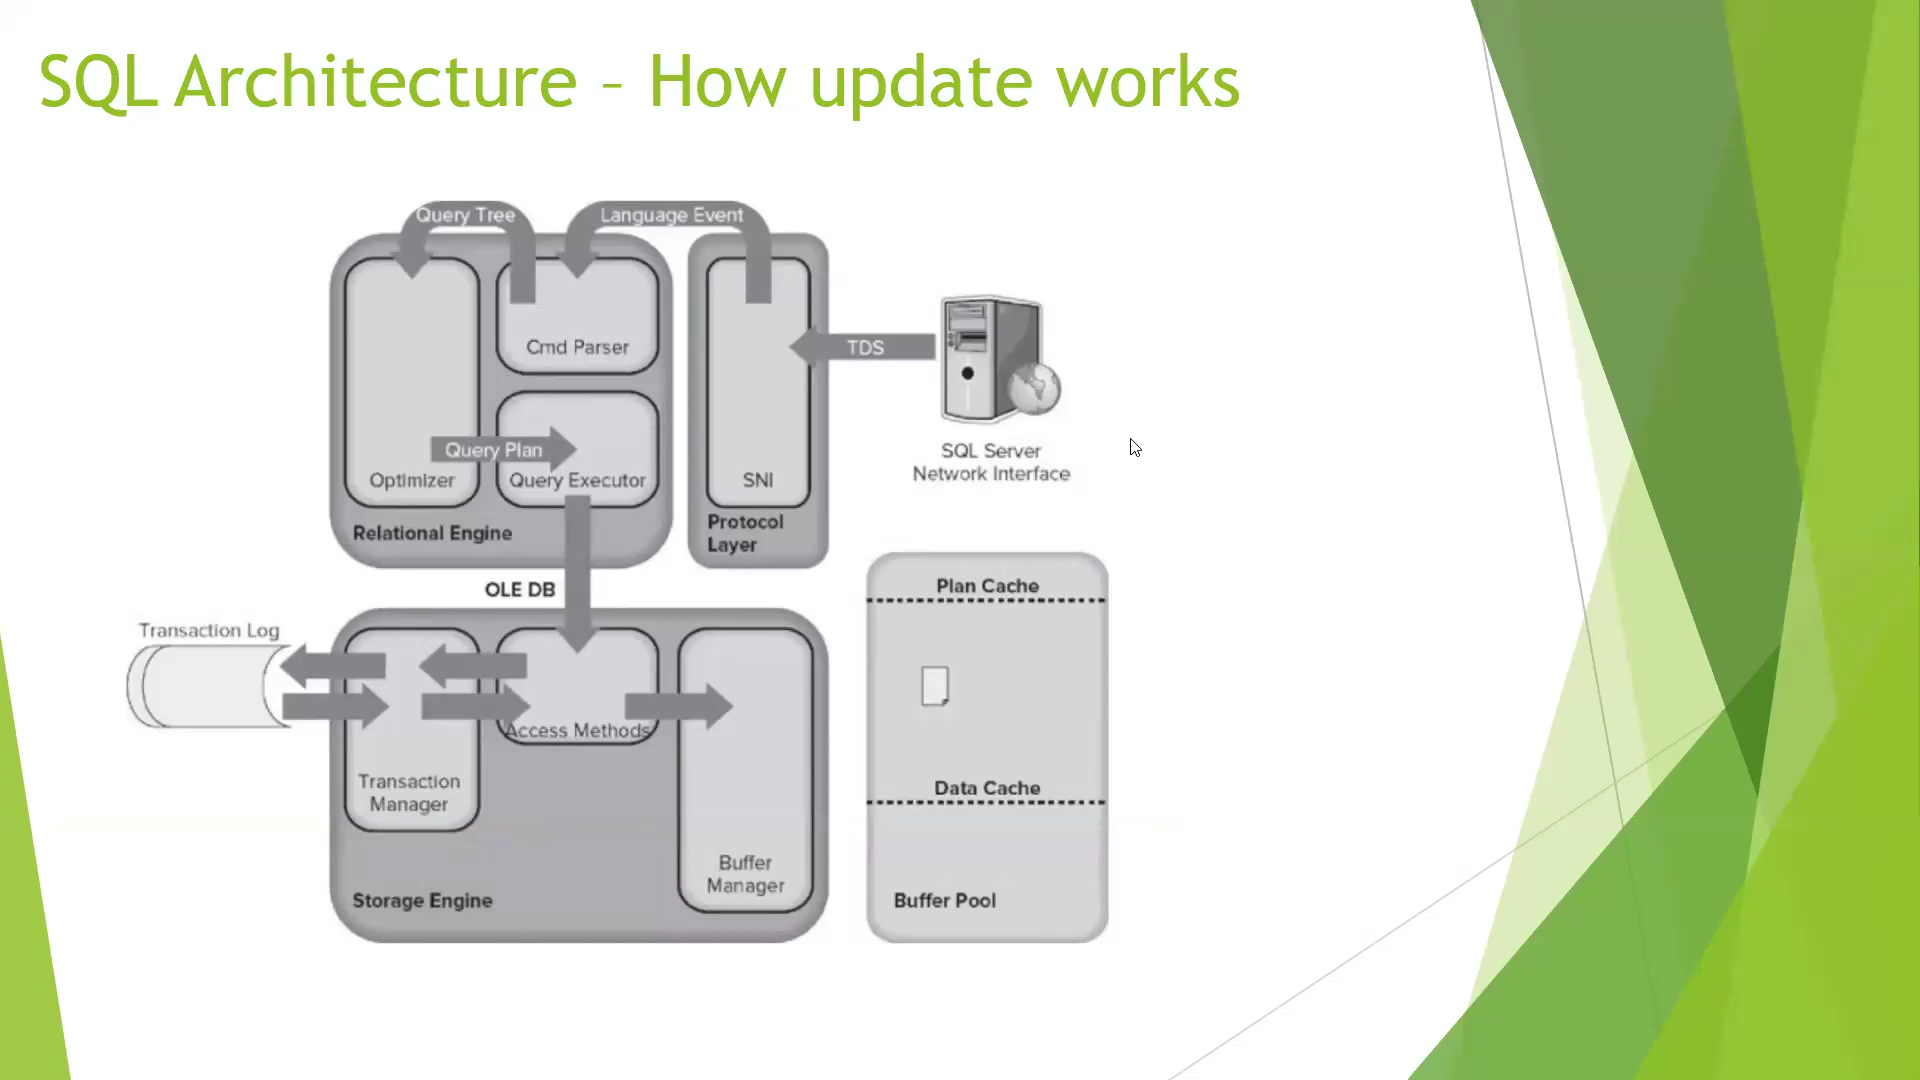 SQL Architecture – How update works
Query Tree
Language Event
Cmd Parser
TDS
Query Plan
Optimizer
Query Executor
SNI
SQL Server
Network Interface
Relational Engine
Protocol
Layer
OLE DB
Plan Cache
Transaction Log
Access Methods
Transaction
Manager
Data Cache
Buffer
Manager
Storage Engine
Buffer Pool